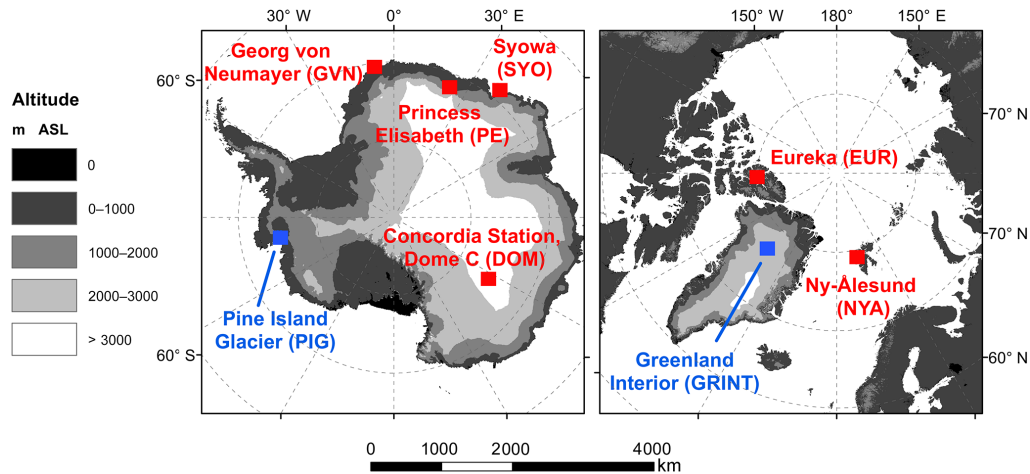 30° W
0°
30° E
150° W
180°
150° E
Georg von
Neumayer (GVN)
Syowa
(SYO)
60° S
Princess
Elisabeth (PE)
70° N
Eureka (EUR)
Altitude
m ASL
0
0–1000
1000–2000
2000–3000
> 3000
Concordia Station,
Dome C (DOM)
70° N
Ny-Ålesund
(NYA)
Pine Island
Glacier (PIG)
60° S
Greenland
Interior (GRINT)
60° N
0
1000
2000
4000
km